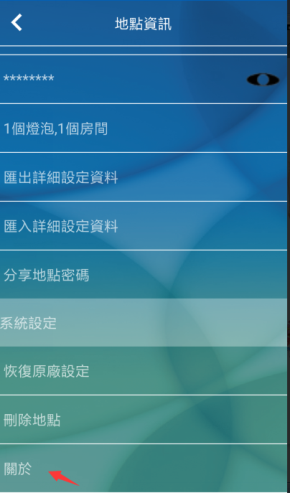 地點資訊
********
1個燈泡,1個房間
匯出詳細設定資料
匯入詳細設定資料
分享地點密碼
系統設定
恢復原廠設定
刪除地點
關於